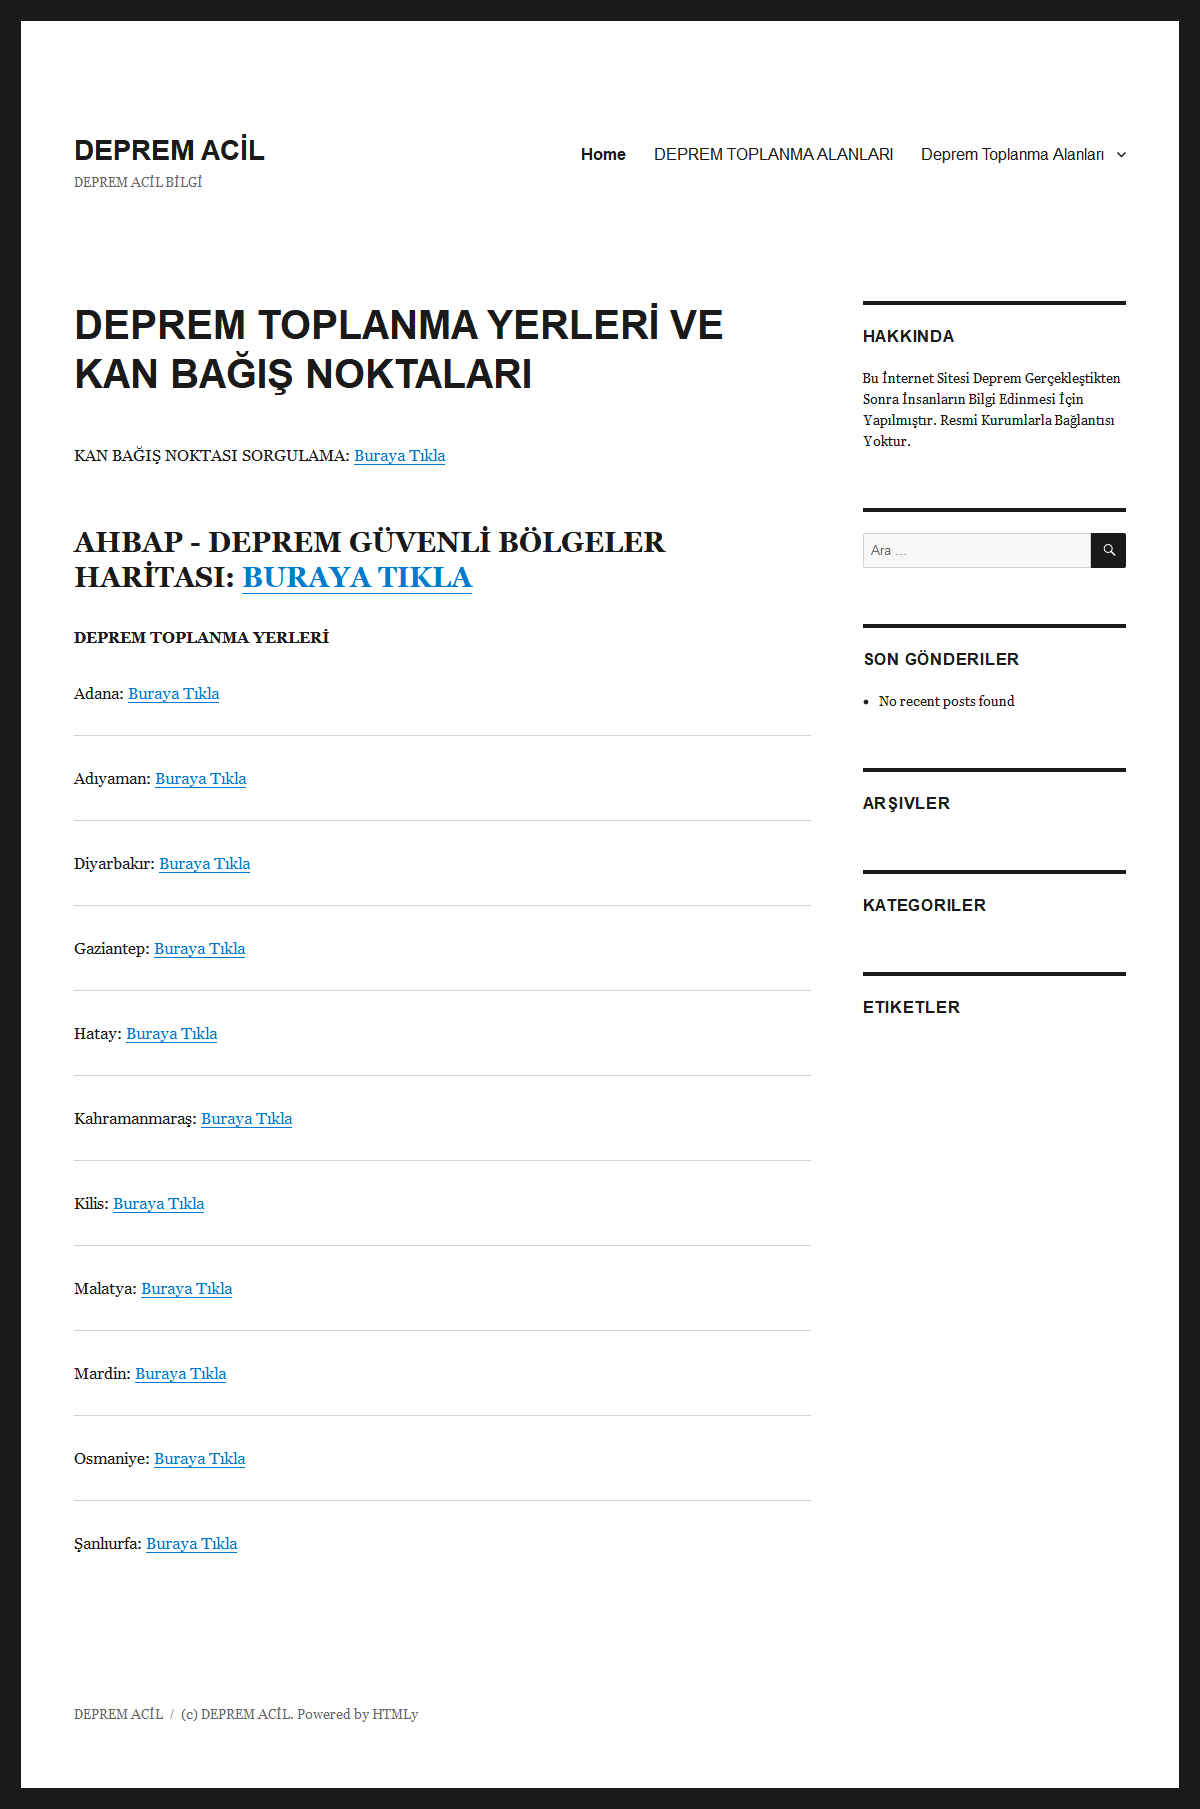 DEPREM ACİL
DEPREM ACİL BİLGİ
Home
DEPREM TOPLANMA ALANLARI
Deprem Toplanma Alanları
DEPREM TOPLANMA YERLERİ VE
KAN BAĞIŞ NOKTALARI
KAN BAĞIŞ NOKTASI SORGULAMA: Buraya Tıkla
AHBAP - DEPREM GÜVENLİ BÖLGELER
HARİTASI: BURAYA TIKLA
DEPREM TOPLANMA YERLERİ
Adana: Buraya Tıkla
Adıyaman: Buraya Tıkla
Diyarbakır: Buraya Tıkla
Gaziantep: Buraya Tıkla
Hatay: Buraya Tıkla
Kahramanmaraş: Buraya Tıkla
Kilis: Buraya Tıkla
Malatya: Buraya Tıkla
Mardin: Buraya Tıkla
Osmaniye: Buraya Tıkla
Şanlıurfa: Buraya Tıkla
HAKKINDA
Bu İnternet Sitesi Deprem Gerçekleştikten
Sonra İnsanların Bilgi Edinmesi İçin
Yapılmıştır. Resmi Kurumlarla Bağlantısı
Yoktur.
Ara …
SON GÖNDERILER
No recent posts found
ARŞIVLER
KATEGORILER
ETIKETLER
DEPREM ACİL / (c) DEPREM ACİL. Powered by HTMLy